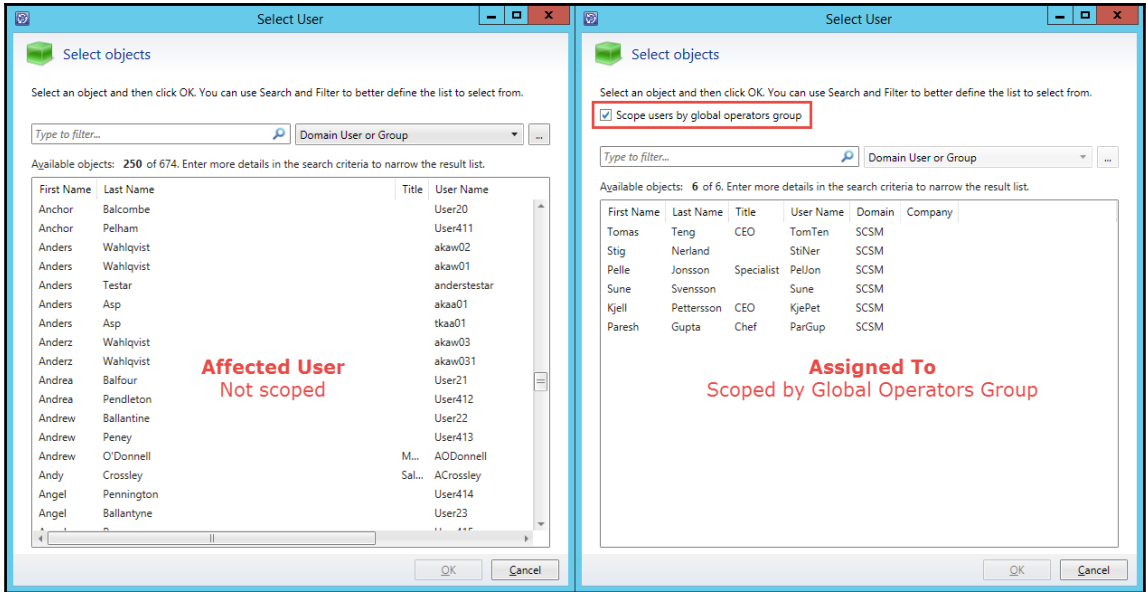 Select User
Select objects
Select an object and then click OK. You can use Search and Filter to better define the list to select from.
Type to filter...
Domain User or Group
...
Available objects: 250 of 674. Enter more details in the search criteria to narrow the result list.
First Name Last Name Title User Name
Anchor Balcombe User20
Anchor Pelham User411
Anders Wahlqvist akaw02
Anders Wahlqvist akaw01
Anders Testar anderstestar
Anders Asp akaa01
Anders Asp tkaa01
Anderz Wahlqvist akaw03
Anderz Wahlqvist akaw031
Andrea Balfour User21
Andrea Pendleton User412
Andrew Ballantine User22
Andrew Peney User413
Andrew O'Donnell M... AODonnell
Andy Crossley Sal... ACrossley
Angel Pennington User414
Angel Ballantyne User23
Affected User
Not scoped
OK Cancel
Select User
Select objects
Select an object and then click OK. You can use Search and Filter to better define the list to select from.
Scope users by global operators group
Type to filter...
Domain User or Group
...
Available objects: 6 of 6. Enter more details in the search criteria to narrow the result list.
First Name Last Name Title User Name Domain Company
Tomas Teng CEO TomTen SCSM
Stig Nerland StiNer SCSM
Pelle Jonsson Specialist PelJon SCSM
Sune Svensson Sune SCSM
Kjell Pettersson CEO KjePet SCSM
Paresh Gupta Chef ParGup SCSM
Assigned To
Scoped by Global Operators Group
OK Cancel